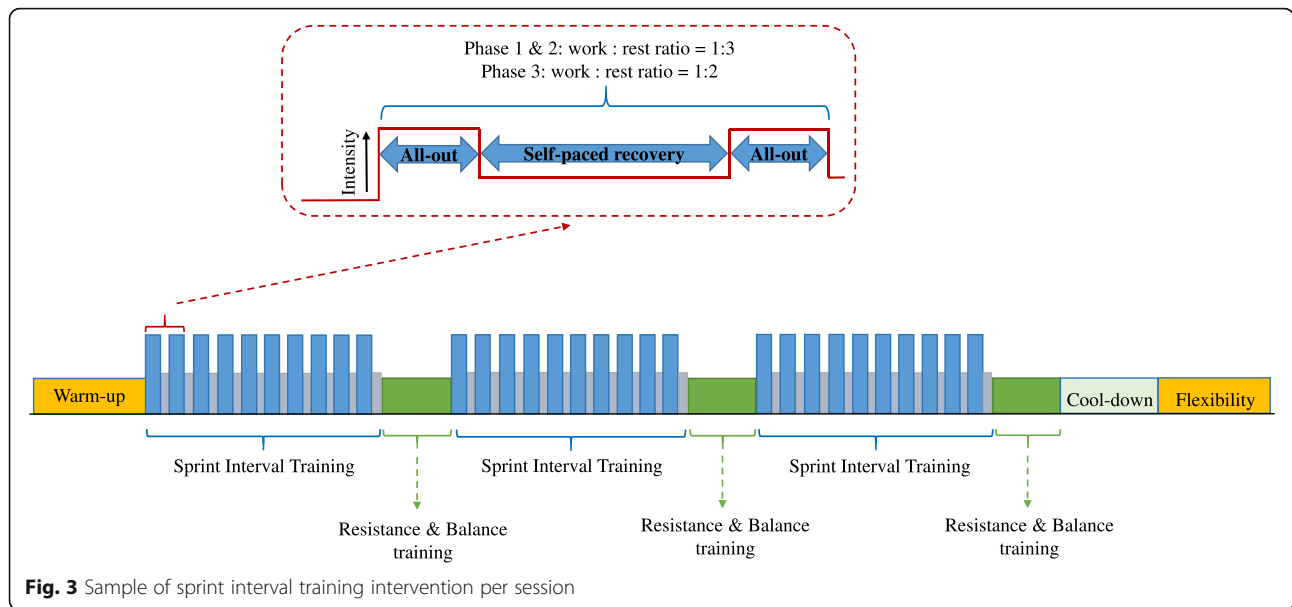 Phase 1 & 2: work : rest ratio = 1:3
Phase 3: work : rest ratio = 1:2
Intensity
All-out
Self-paced recovery
All-out
Warm-up
Cool-down
Flexibility
Sprint Interval Training
Sprint Interval Training
Sprint Interval Training
Resistance & Balance
training
Resistance & Balance
training
Resistance & Balance
training
Fig. 3 Sample of sprint interval training intervention per session